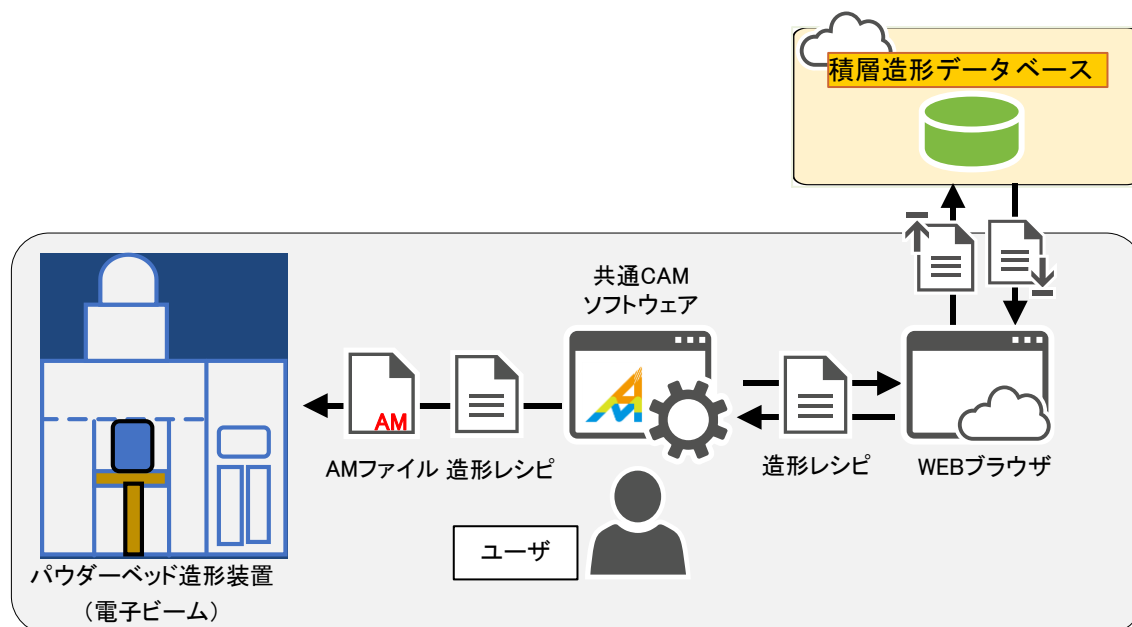 積層造形データベース
共通CAM
ソフトウェア
AM
AMファイル
造形レシピ
造形レシピ
WEBブラウザ
ユーザ
パウダーベッド造形装置
（電子ビーム）